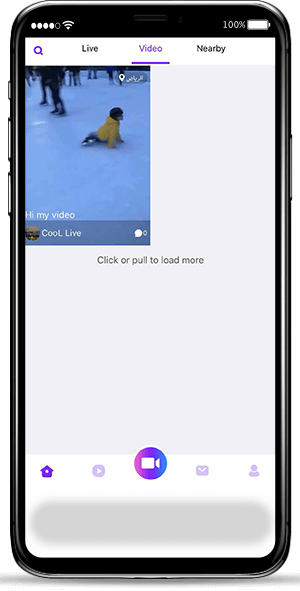 100%
Live
Video
Nearby
الرياض
Hi my video
CooL Live
0
Click or pull to load more